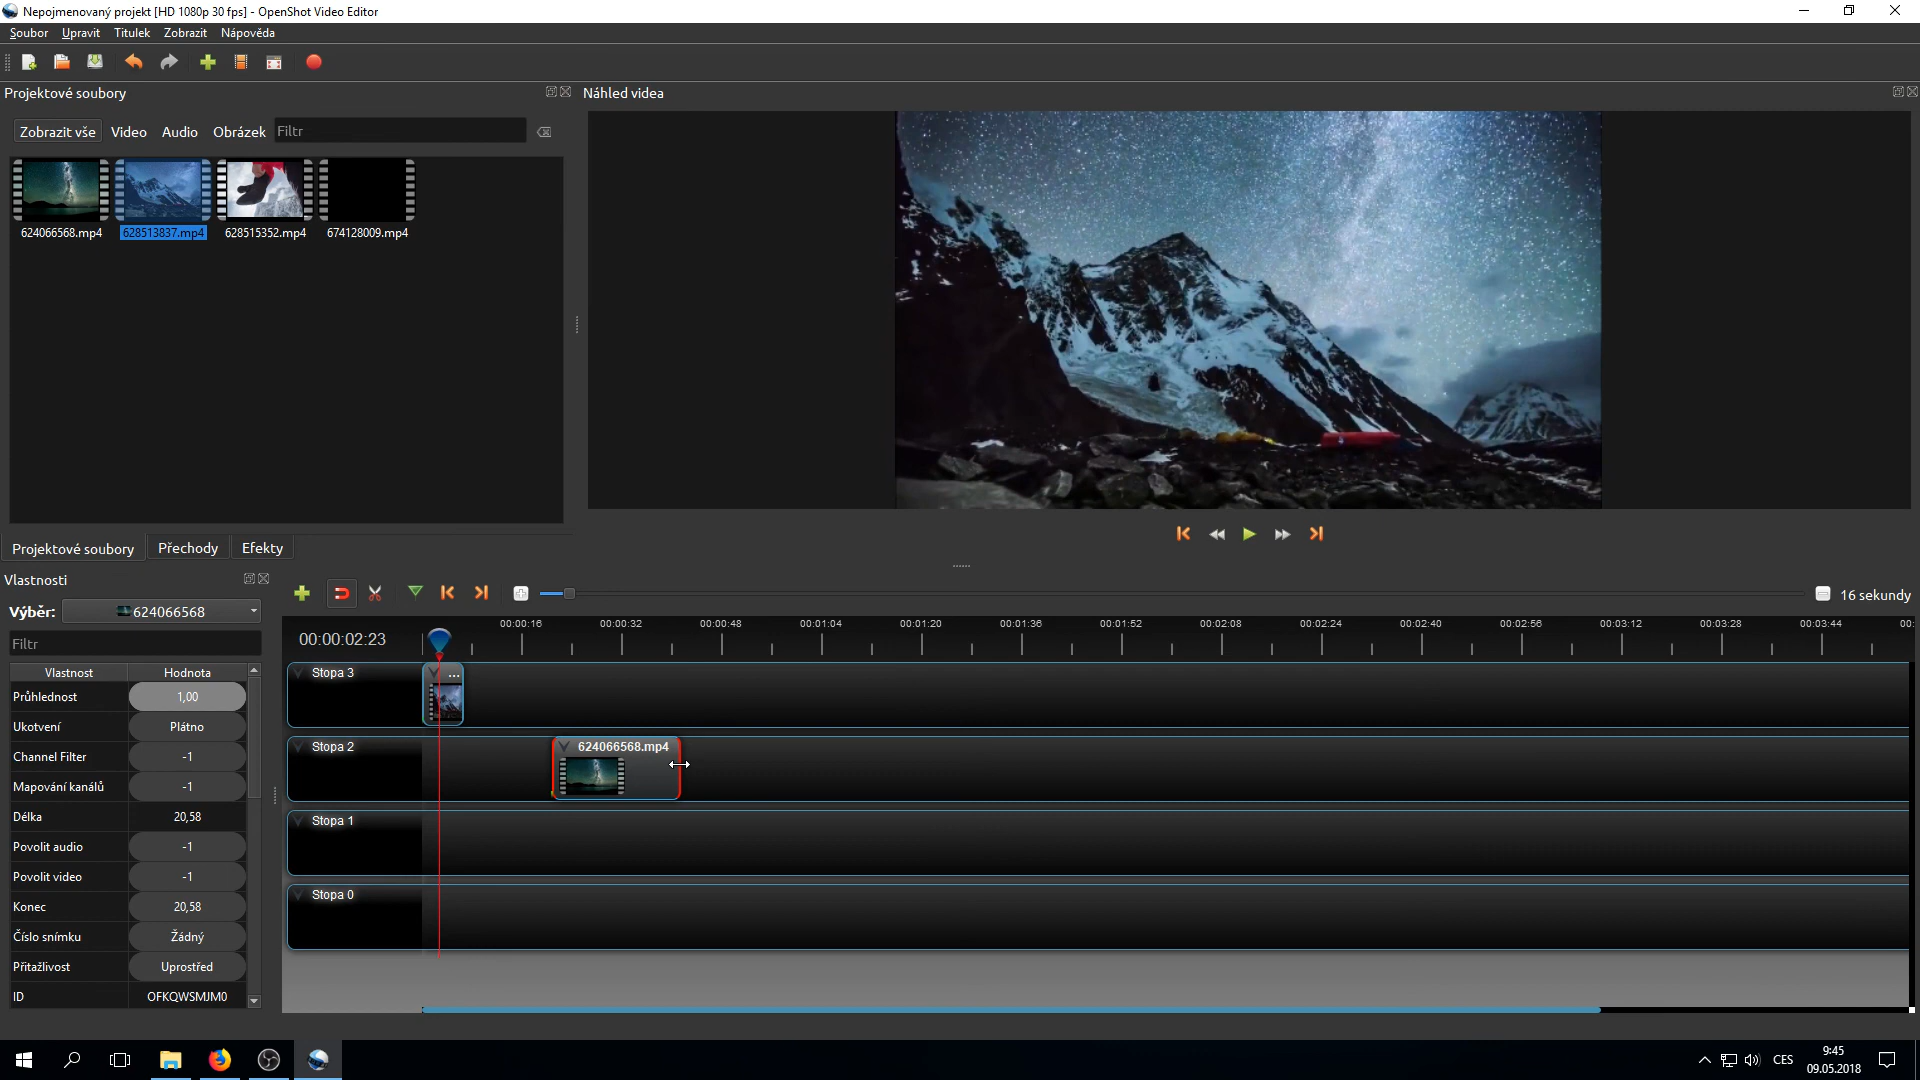 Nepojmenovaný projekt [HD 1080p 30 fps] - OpenShot Video Editor
Soubor Upravit Titulek Zobrazit Nápověda
Projektové soubory
Náhled videa
Zobrazit vše Video Audio Obrázek Filtr
624066568.mp4 628513837.mp4 628515352.mp4 674128009.mp4
Projektové soubory Přechody Efekty
Vlastnosti
Výběr: 624066568
Filtr
Vlastnost Hodnota
Průhlednost 1,00
Ukotvení Plátno
Channel Filter -1
Mapování kanálů -1
Délka 20,58
Povolit audio -1
Povolit video -1
Konec 20,58
Číslo snímku Žádný
Přitažlivost Uprostřed
ID OFKQWSMJM0
16 sekundy
00:00:02:23
00:00:16 00:00:32 00:00:48 00:01:04 00:01:20 00:01:36 00:01:52 00:02:08 00:02:24 00:02:40 00:02:56 00:03:12 00:03:28 00:03:44 00:
Stopa 3
...
Stopa 2
624066568.mp4
Stopa 1
Stopa 0
CES
9:45
09.05.2018